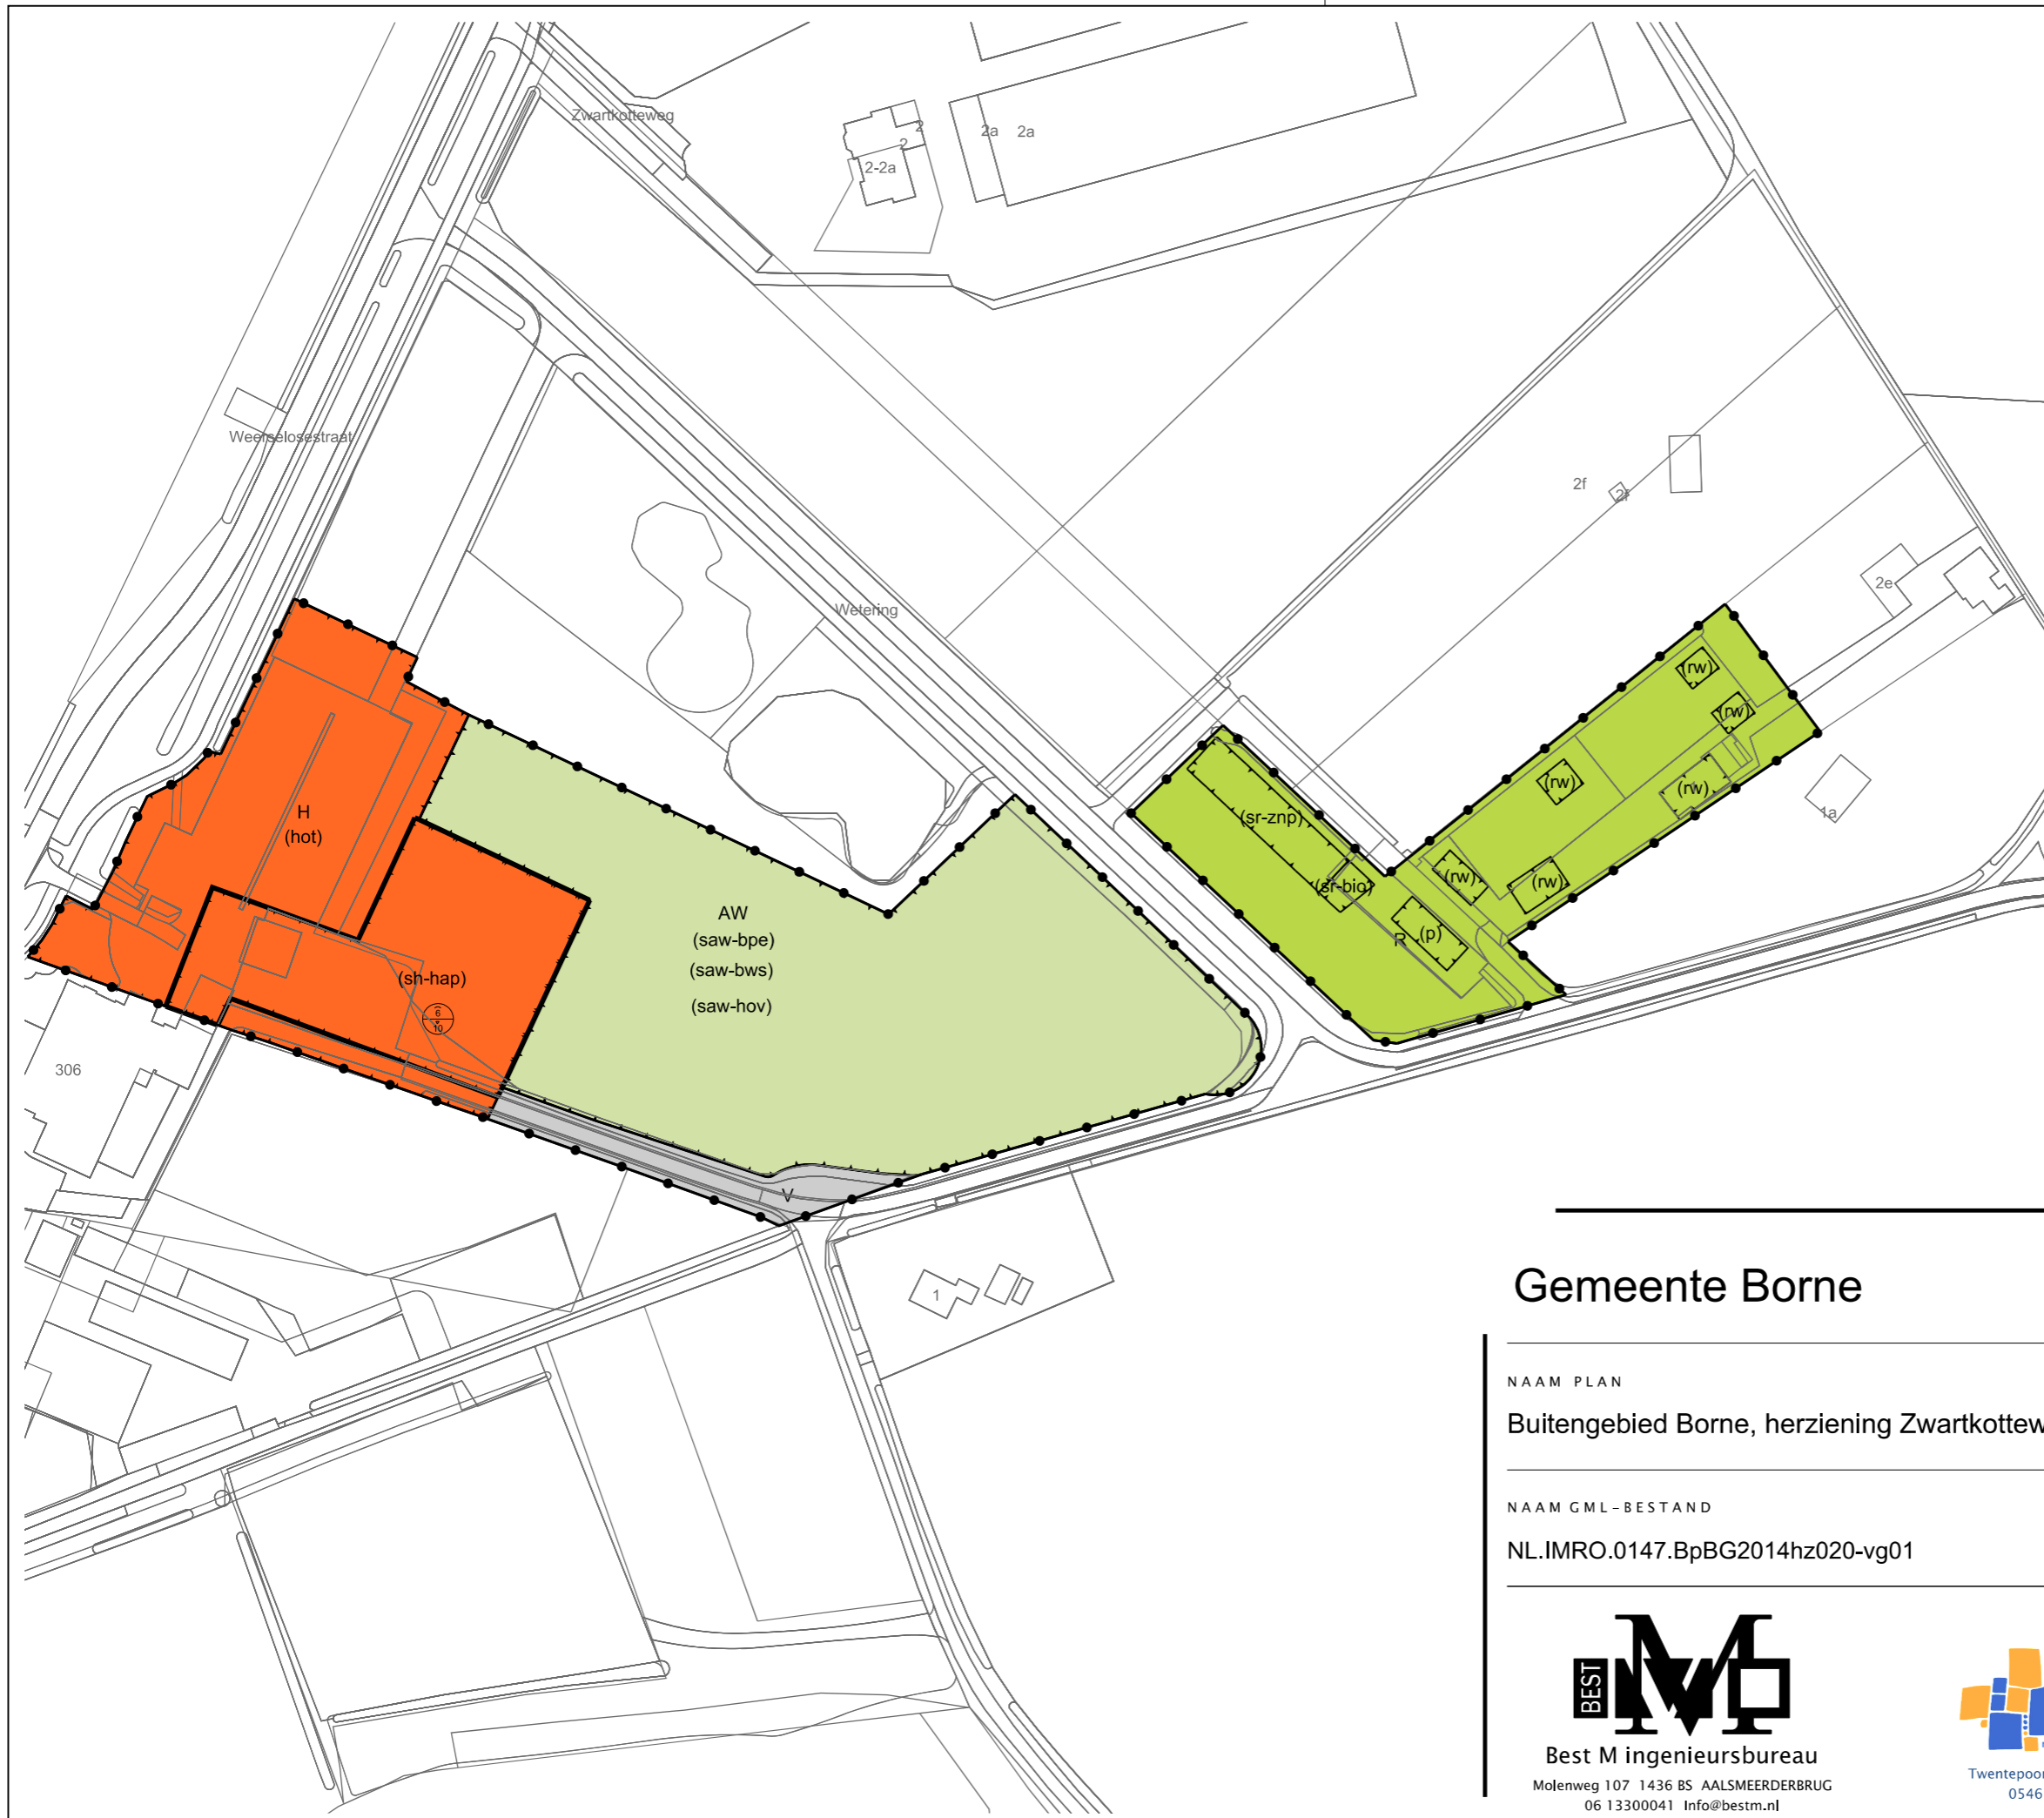 Zwartkotteweg
2
2
2-2a
2a
2a
Weerselosestraat
2f
2f
Wetering
2e
(rw)
(rw)
(rw)
(rw)
H
(hot)
(sr-znp)
1a
(sr-bio)
(rw)
(rw)
AW
(saw-bpe)
(saw-bws)
(saw-hov)
R
(p)
(sh-hap)
6
10
306
V
1
Gemeente Borne
NAAM PLAN
Buitengebied Borne, herziening Zwartkottew
NAAM GML-BESTAND
NL.IMRO.0147.BpBG2014hz020-vg01
BEST
M
Best M ingenieursbureau
Molenweg 107 1436 BS AALSMEERDERBRUG
06 13300041 Info@bestm.nl
Twentepoor
0546